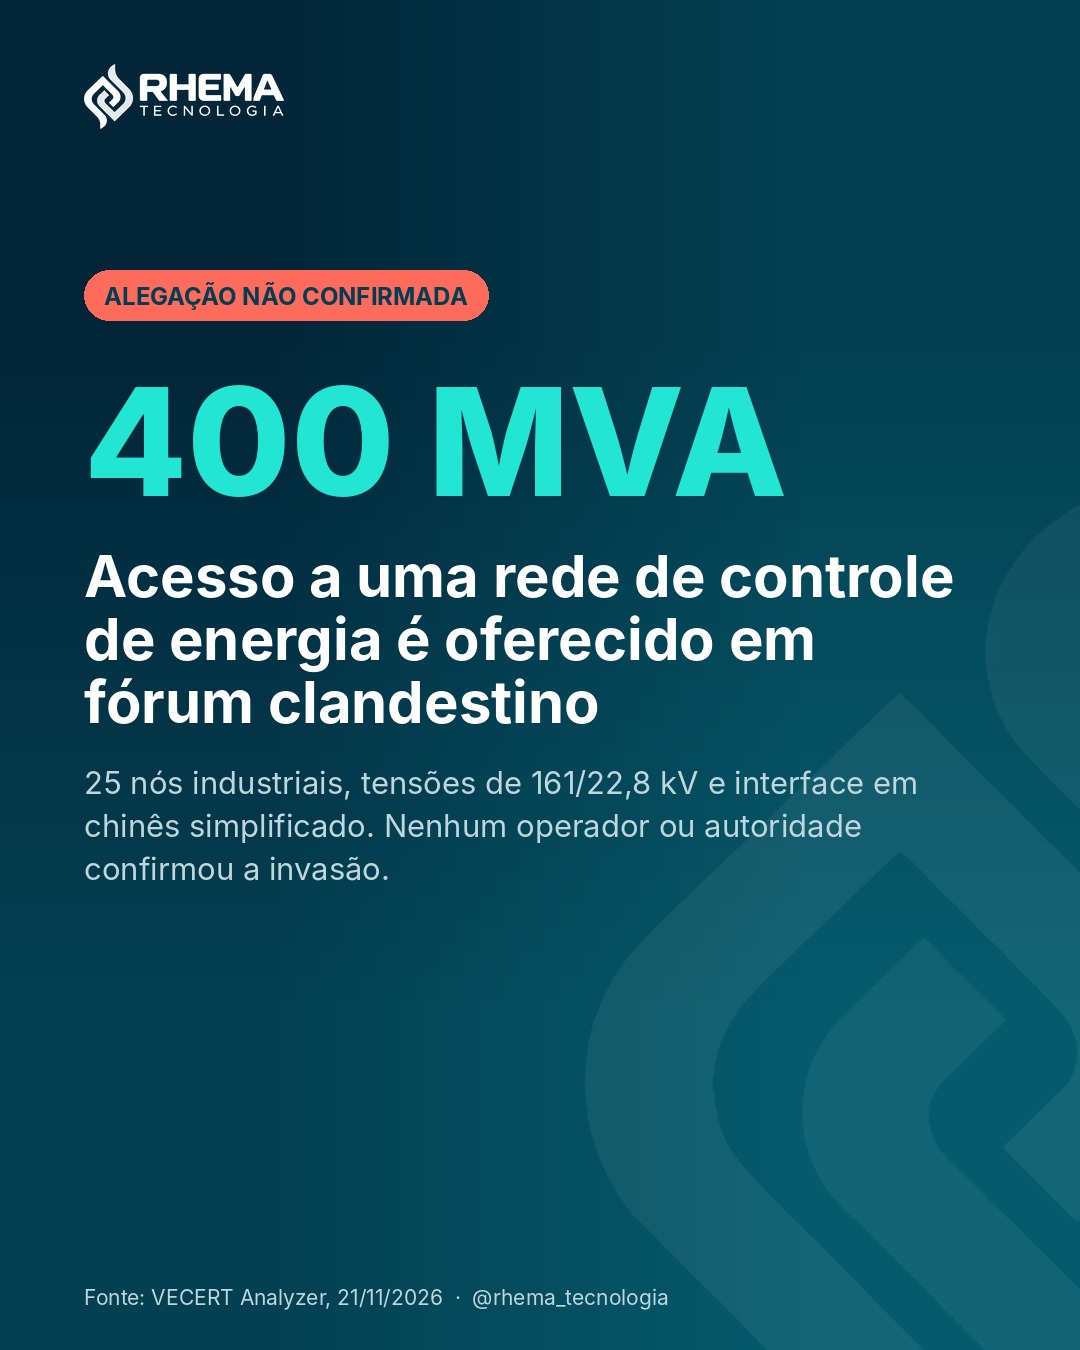 RHEMA
TECNOLOGIA
ALEGAÇÃO NÃO CONFIRMADA
400 MVA
Acesso a uma rede de controle
de energia é oferecido em
fórum clandestino
25 nós industriais, tensões de 161/22,8 kV e interface em
chinês simplificado. Nenhum operador ou autoridade
confirmou a invasão.
Fonte: VECERT Analyzer, 21/11/2026 · @rhema_tecnologia